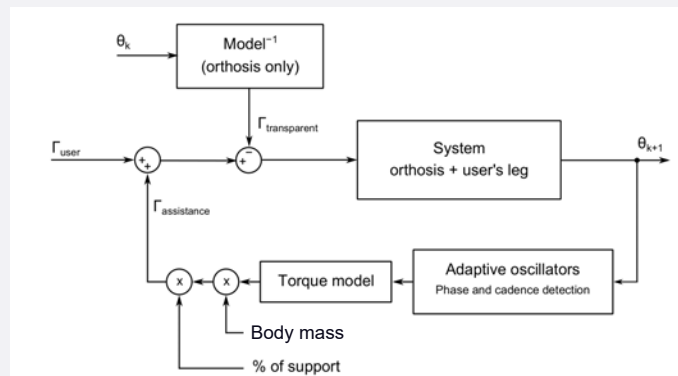 θk
Model⁻¹
(orthosis only)
Γtransparent
Γuser
+
+
+
−
System
orthosis + user's leg
θk+1
Γassistance
x
x
Torque model
Adaptive oscillators
Phase and cadence detection
Body mass
% of support